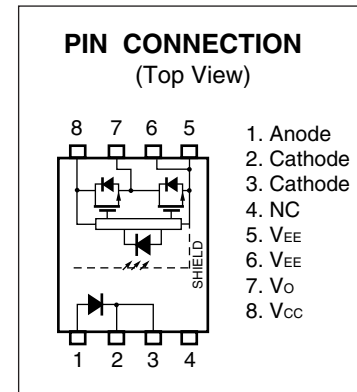 PIN CONNECTION
(Top View)
8 7 6 5
SHIELD
1 2 3 4
1. Anode
2. Cathode
3. Cathode
4. NC
5. VEE
6. VEE
7. VO
8. VCC